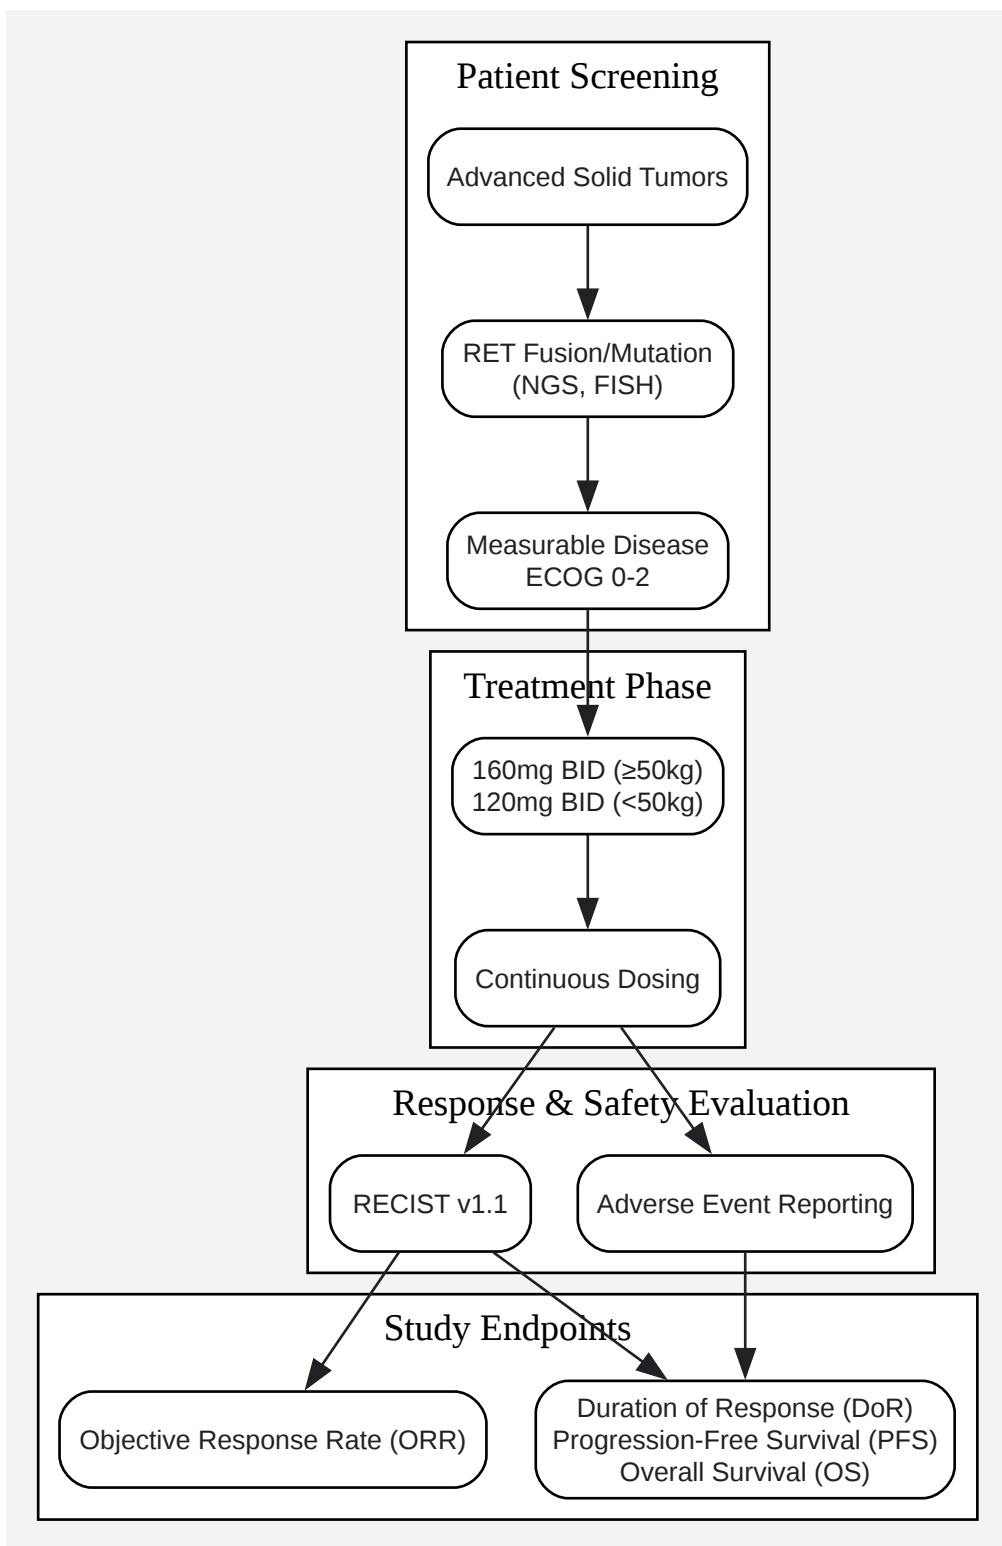 Patient Screening
Advanced Solid Tumors
RET Fusion/Mutation
(NGS, FISH)
Measurable Disease
ECOG 0-2
Treatment Phase
160mg BID (≥50kg)
120mg BID (<50kg)
Continuous Dosing
Response & Safety Evaluation
RECIST v1.1
Adverse Event Reporting
Study Endpoints
Objective Response Rate (ORR)
Duration of Response (DoR)
Progression-Free Survival (PFS)
Overall Survival (OS)